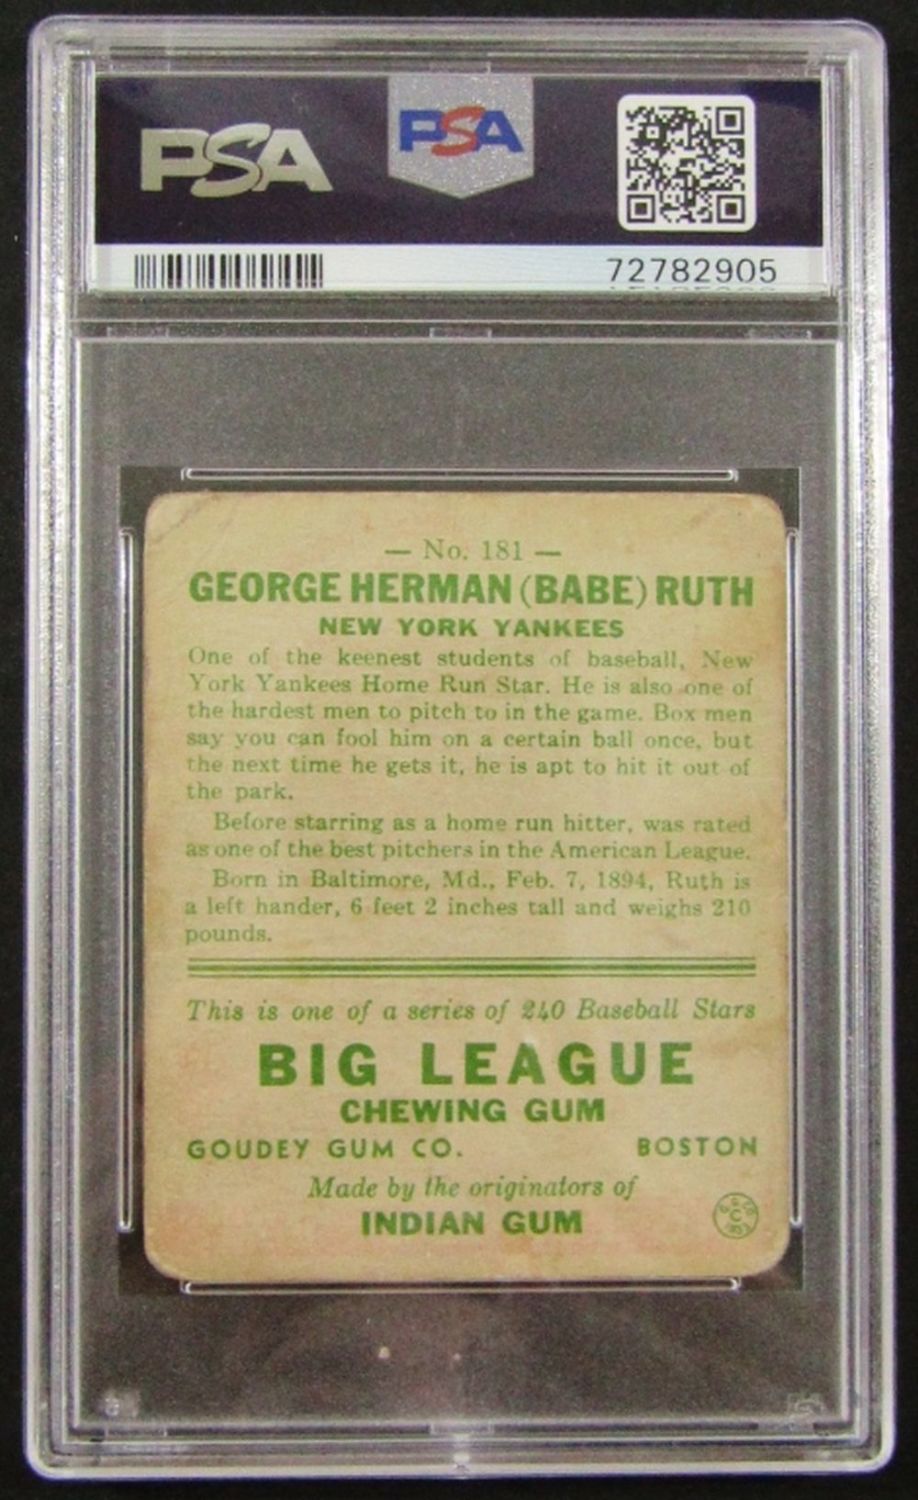 PSA
PSA
72782905
— No. 181 —
GEORGE HERMAN (BABE) RUTH
NEW YORK YANKEES
One of the keenest students of baseball, New
York Yankees Home Run Star. He is also one of
the hardest men to pitch to in the game. Box men
say you can fool him on a certain ball once, but
the next time he gets it, he is apt to hit it out of
the park.
Before starring as a home run hitter, was rated
as one of the best pitchers in the American League.
Born in Baltimore, Md., Feb. 7, 1894, Ruth is
a left hander, 6 feet 2 inches tall and weighs 210
pounds.
This is one of a series of 240 Baseball Stars
BIG LEAGUE
CHEWING GUM
GOUDEY GUM CO. BOSTON
Made by the originators of
INDIAN GUM